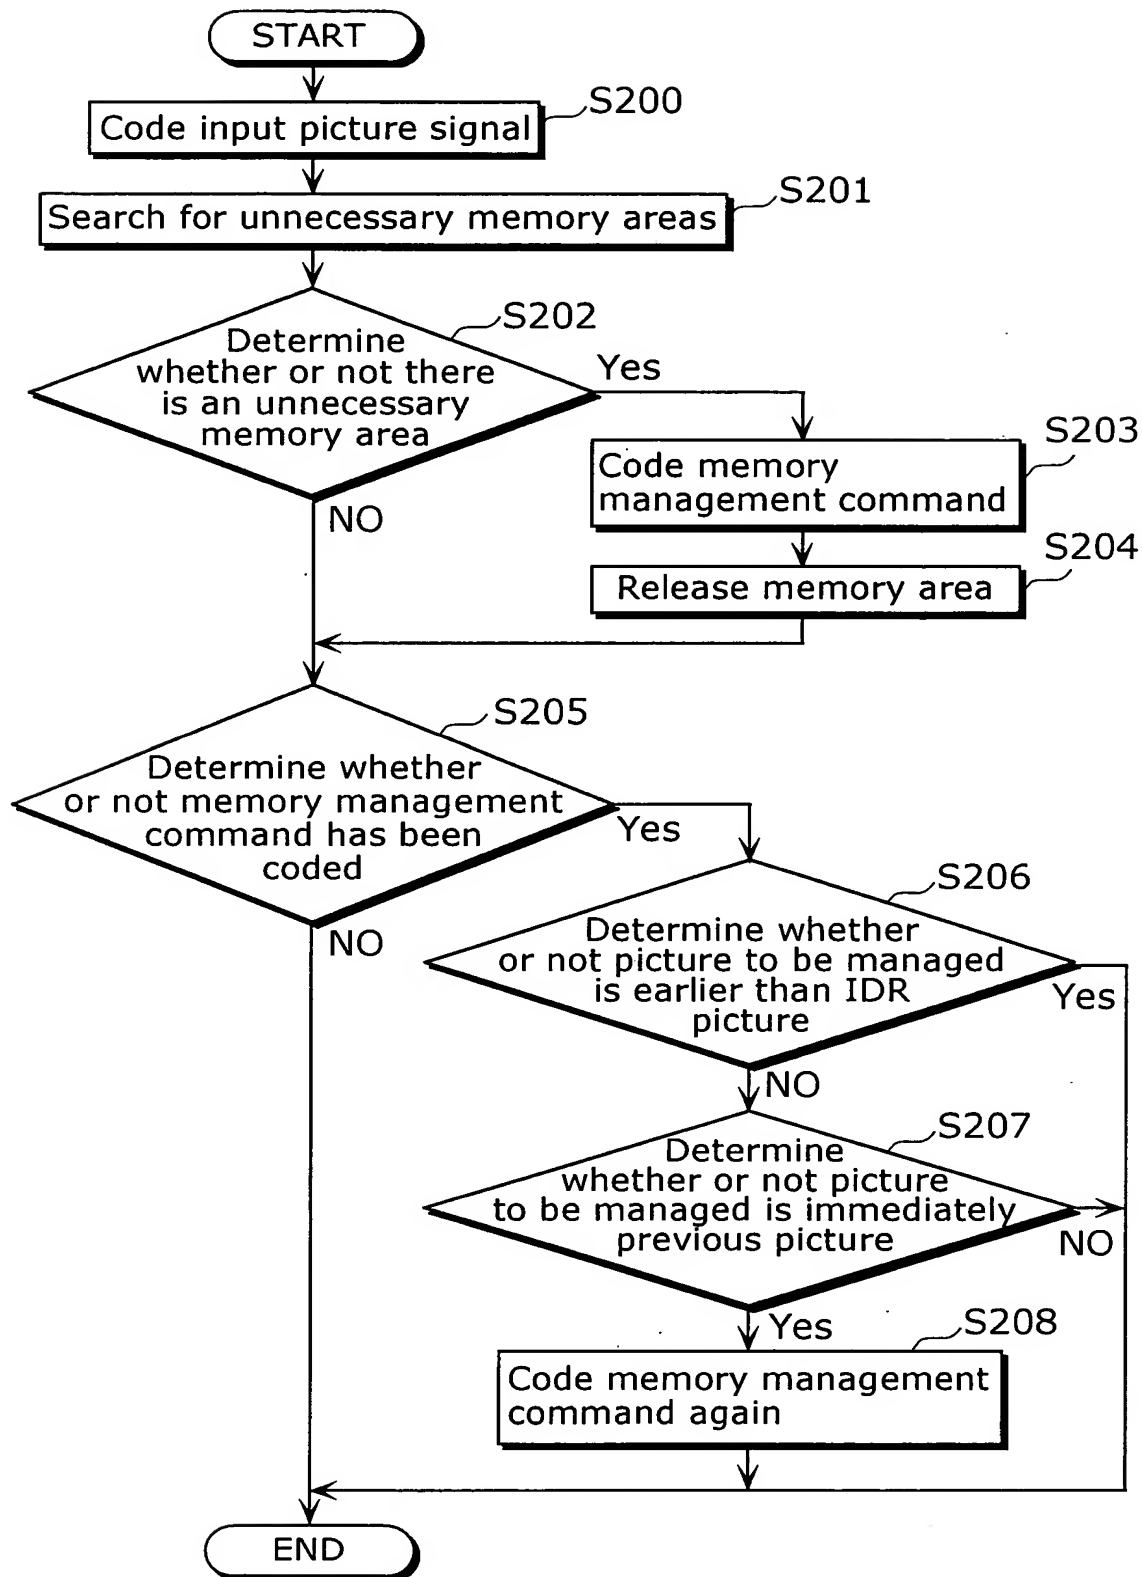 START
S200
Code input picture signal
S201
Search for unnecessary memory areas
S202
Determine
whether or not there
is an unnecessary
memory area
Yes
NO
S203
Code memory
management command
S204
Release memory area
S205
Determine whether
or not memory management
command has been
coded
Yes
NO
S206
Determine whether
or not picture to be managed
is earlier than IDR
picture
Yes
NO
S207
Determine
whether or not picture
to be managed is immediately
previous picture
NO
Yes
S208
Code memory management
command again
END